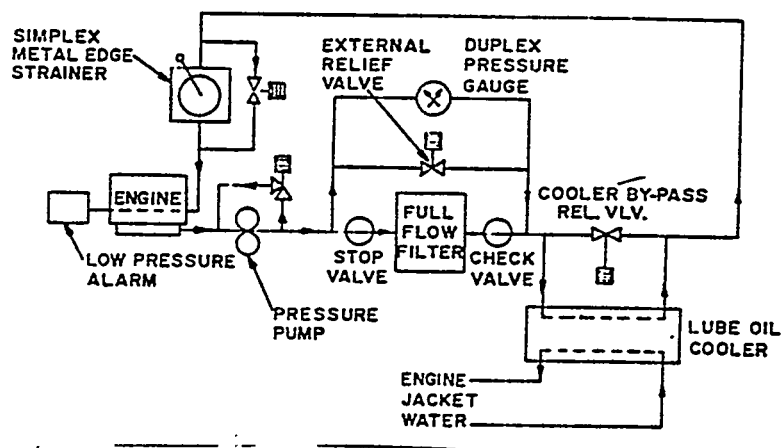 SIMPLEX
METAL EDGE
STRAINER
EXTERNAL
RELIEF
VALVE
DUPLEX
PRESSURE
GAUGE
ENGINE
LOW PRESSURE
ALARM
PRESSURE
PUMP
STOP
VALVE
FULL
FLOW
FILTER
CHECK
VALVE
COOLER BY-PASS
REL. VLV.
LUBE OIL
COOLER
ENGINE
JACKET
WATER